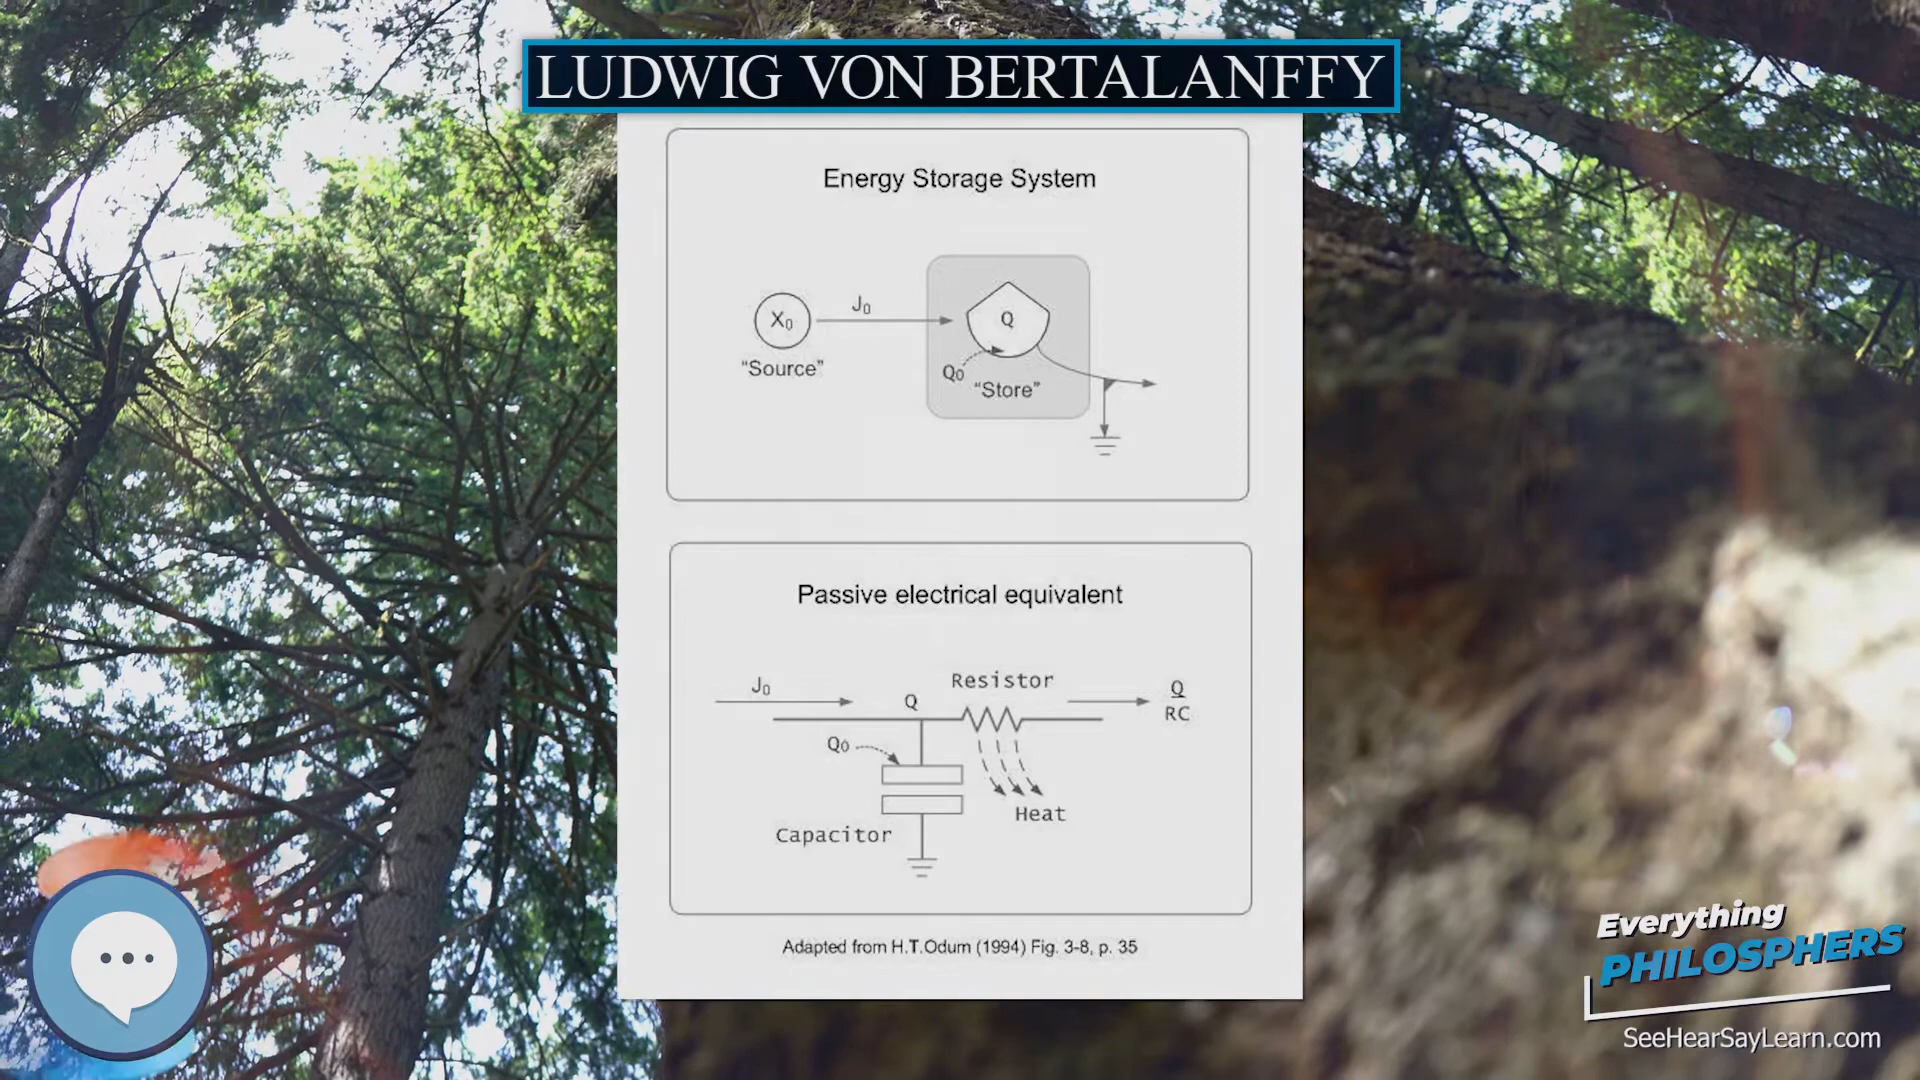 LUDWIG VON BERTALANFFY
Energy Storage System
X₀
J₀
Q
Q₀
"Source"
"Store"
Passive electrical equivalent
J₀
Q
Resistor
Q
RC
Q₀
Heat
Capacitor
Adapted from H.T.Odum (1994) Fig. 3-8, p. 35
Everything
PHILOSPHERS
SeeHearSayLearn.com